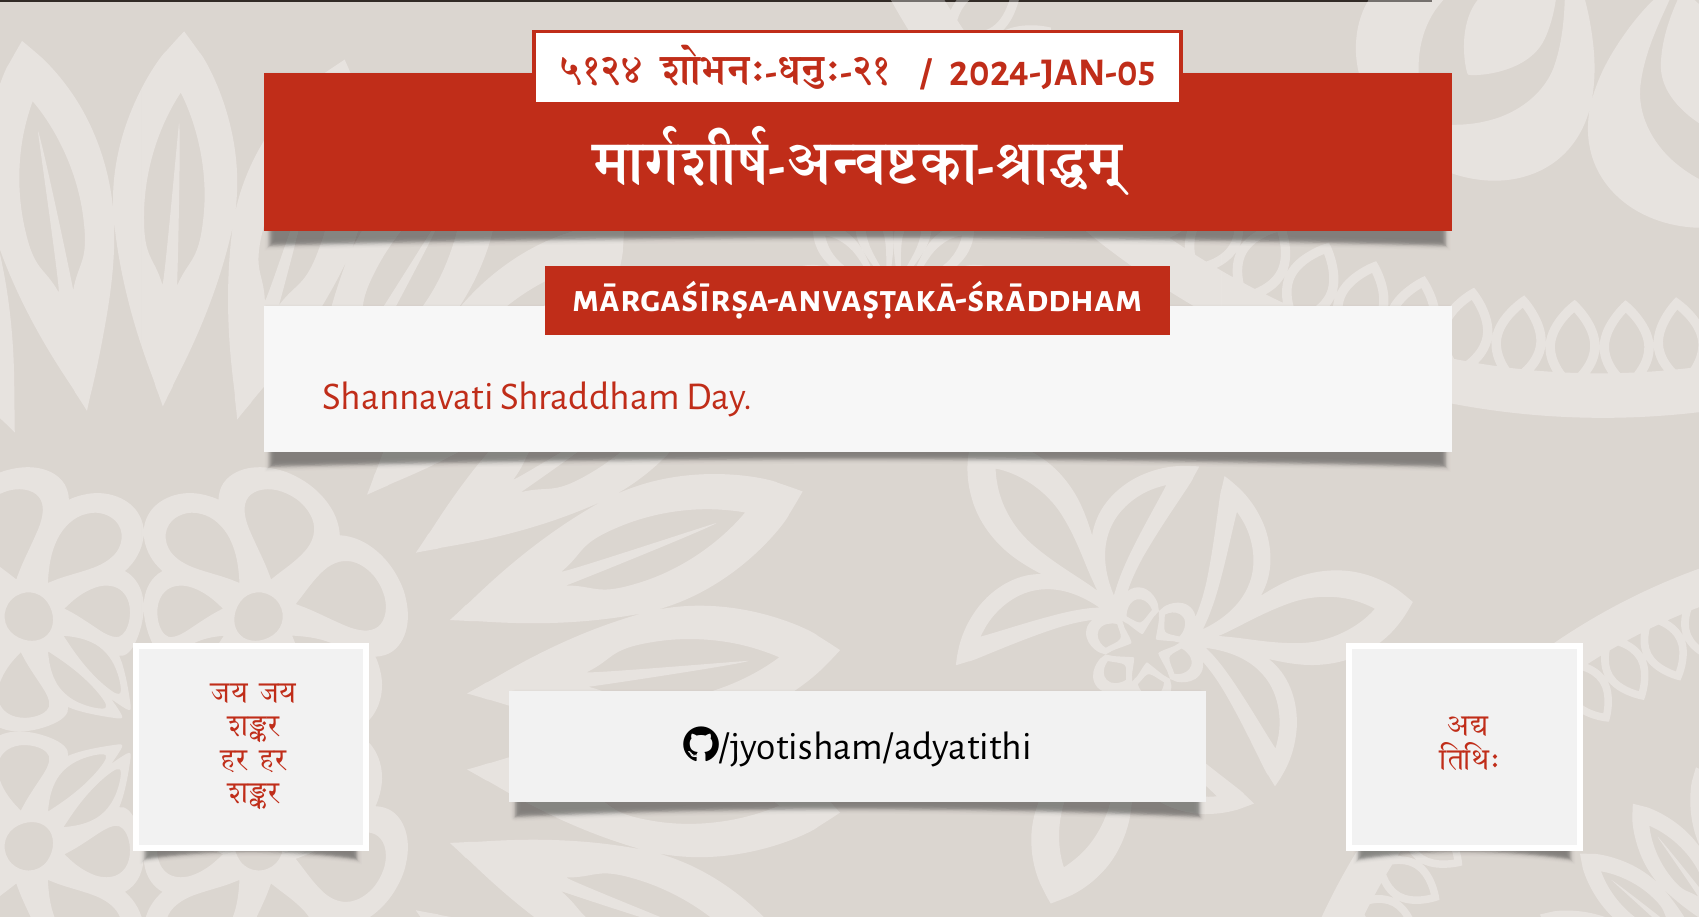 ५१२४ शोभनः-धनुः-२१ / 2024-JAN-05
मार्गशीर्ष-अन्वष्टका-श्राद्धम्
MĀRGAŚĪRṢA-ANVAṢṬAKĀ-ŚRĀDDHAM
Shannavati Shraddham Day.
जय जय
शङ्कर
हर हर
शङ्कर
/jyotisham/adyatithi
अद्य
तिथिः